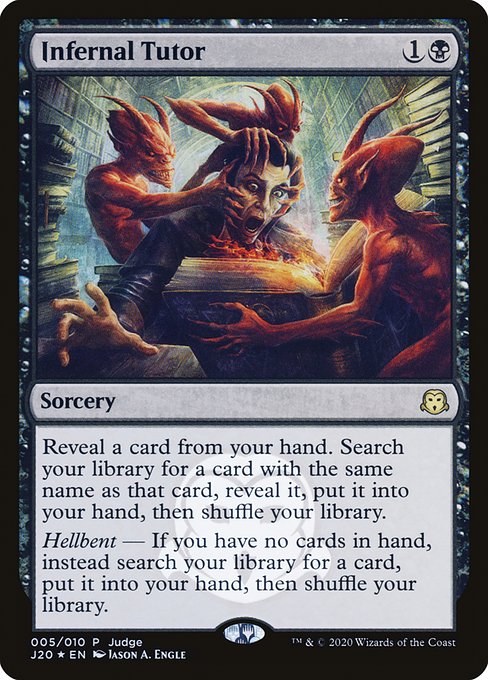 Infernal Tutor 1
Sorcery
Reveal a card from your hand. Search
your library for a card with the same
name as that card, reveal it, put it into
your hand, then shuffle your library.
Hellbent — If you have no cards in hand,
instead search your library for a card,
put it into your hand, then shuffle your
library.
005/010 P Judge
J20 ★ EN Jason A. Engle
™ & © 2020 Wizards of the Coast